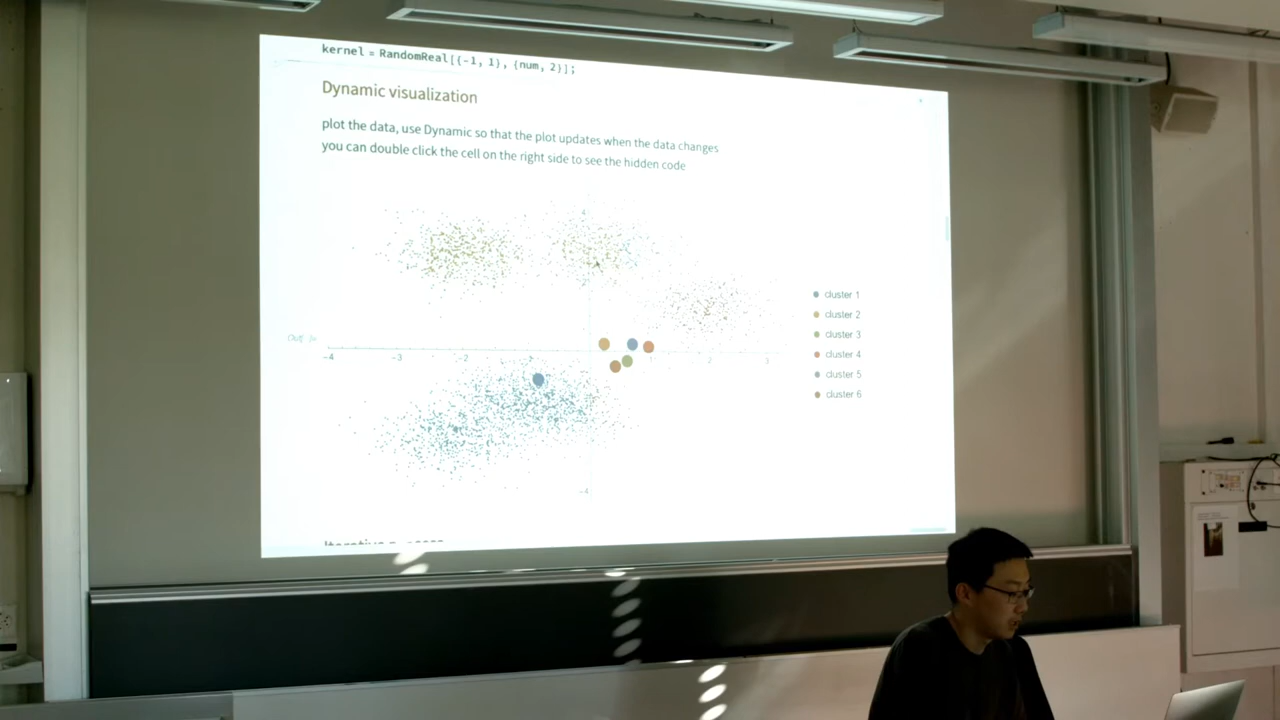 kernel = RandomReal[{-1, 1}, {num, 2}];
Dynamic visualization
plot the data, use Dynamic so that the plot updates when the data changes
you can double click the cell on the right side to see the hidden code
4
cluster 1
cluster 2
cluster 3
cluster 4
cluster 5
cluster 6
-4 -3 -2 -1 1 2 3
-4